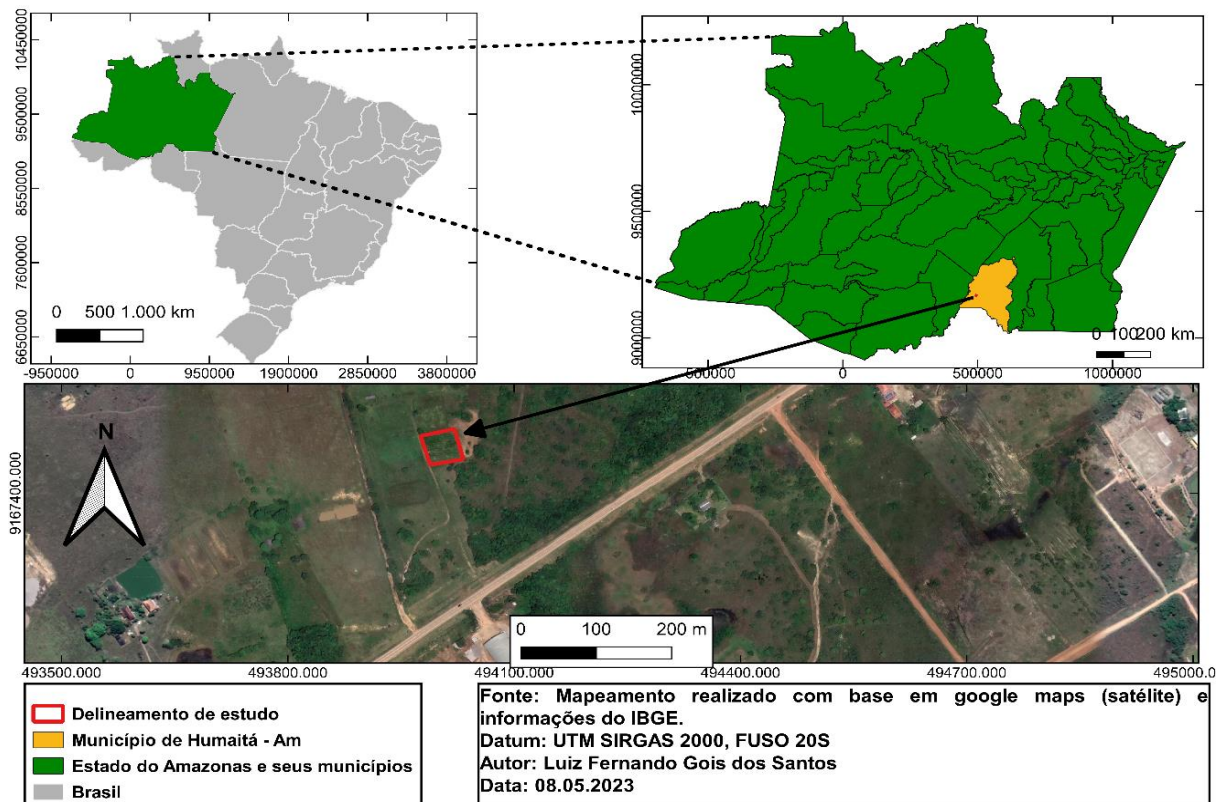 10450000
9500000
8550000
7600000
6650000
0 500 1.000 km
-950000 0 950000 1900000 2850000 3800000
10000000
9500000
9000000
0 100 200 km
0 500000 1000000
N
9167400.000
0 100 200 m
493500.000 493800.000 494100.000 494400.000 494700.000 495000.0
Delineamento de estudo
Município de Humaitá - Am
Estado do Amazonas e seus municípios
Brasil
Fonte: Mapeamento realizado com base em google maps (satélite) e
informações do IBGE.
Datum: UTM SIRGAS 2000, FUSO 20S
Autor: Luiz Fernando Gois dos Santos
Data: 08.05.2023